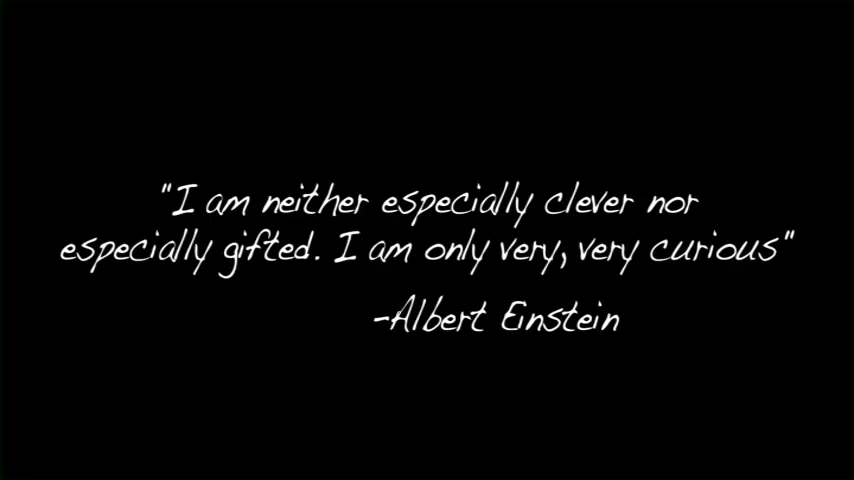 "I am neither especially clever nor
especially gifted. I am only very, very curious"
-Albert Einstein